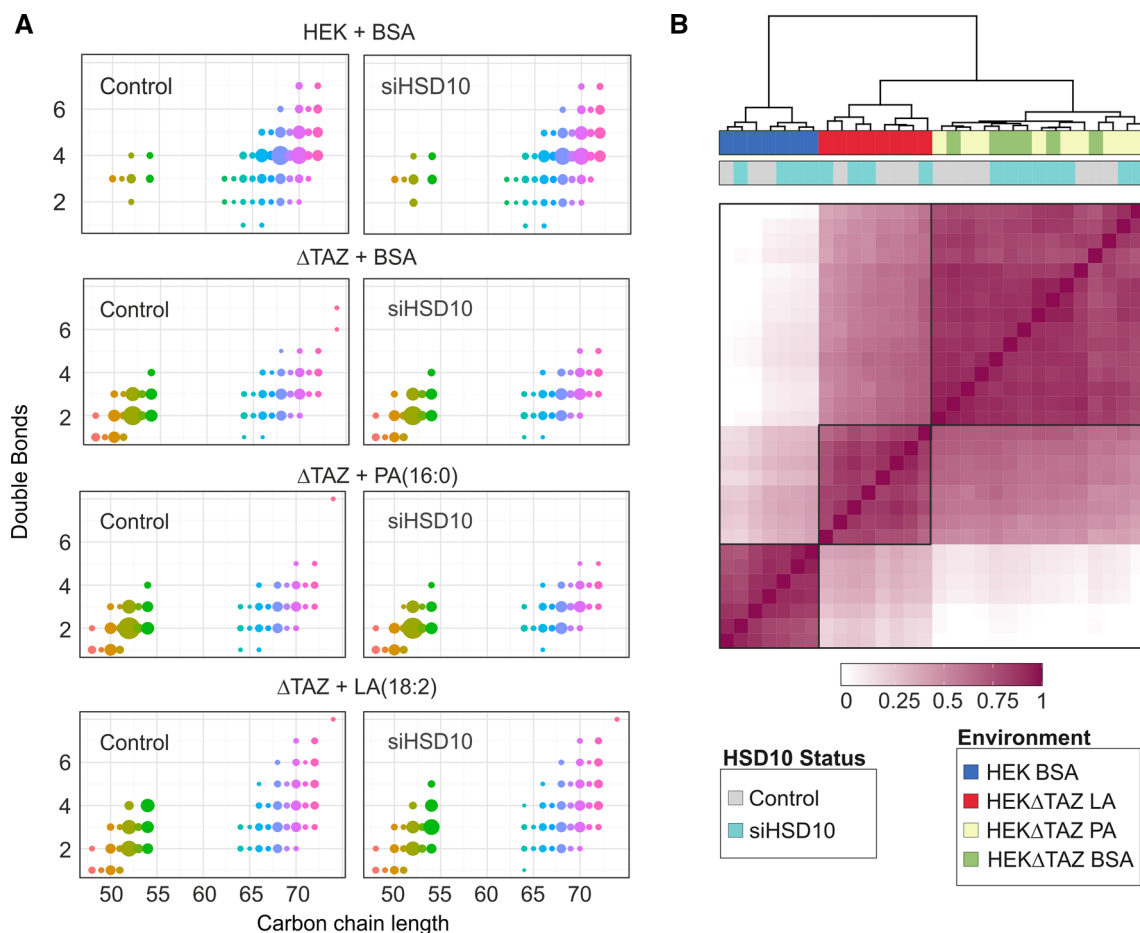 A
HEK + BSA
Control
siHSD10
6
4
2
ΔTAZ + BSA
Control
siHSD10
6
4
2
ΔTAZ + PA(16:0)
Control
siHSD10
6
4
2
ΔTAZ + LA(18:2)
Control
siHSD10
6
4
2
50 55 60 65 70 50 55 60 65 70
Double Bonds
Carbon chain length
B
0 0.25 0.5 0.75 1
HSD10 Status
Control
siHSD10
Environment
HEK BSA
HEKΔTAZ LA
HEKΔTAZ PA
HEKΔTAZ BSA